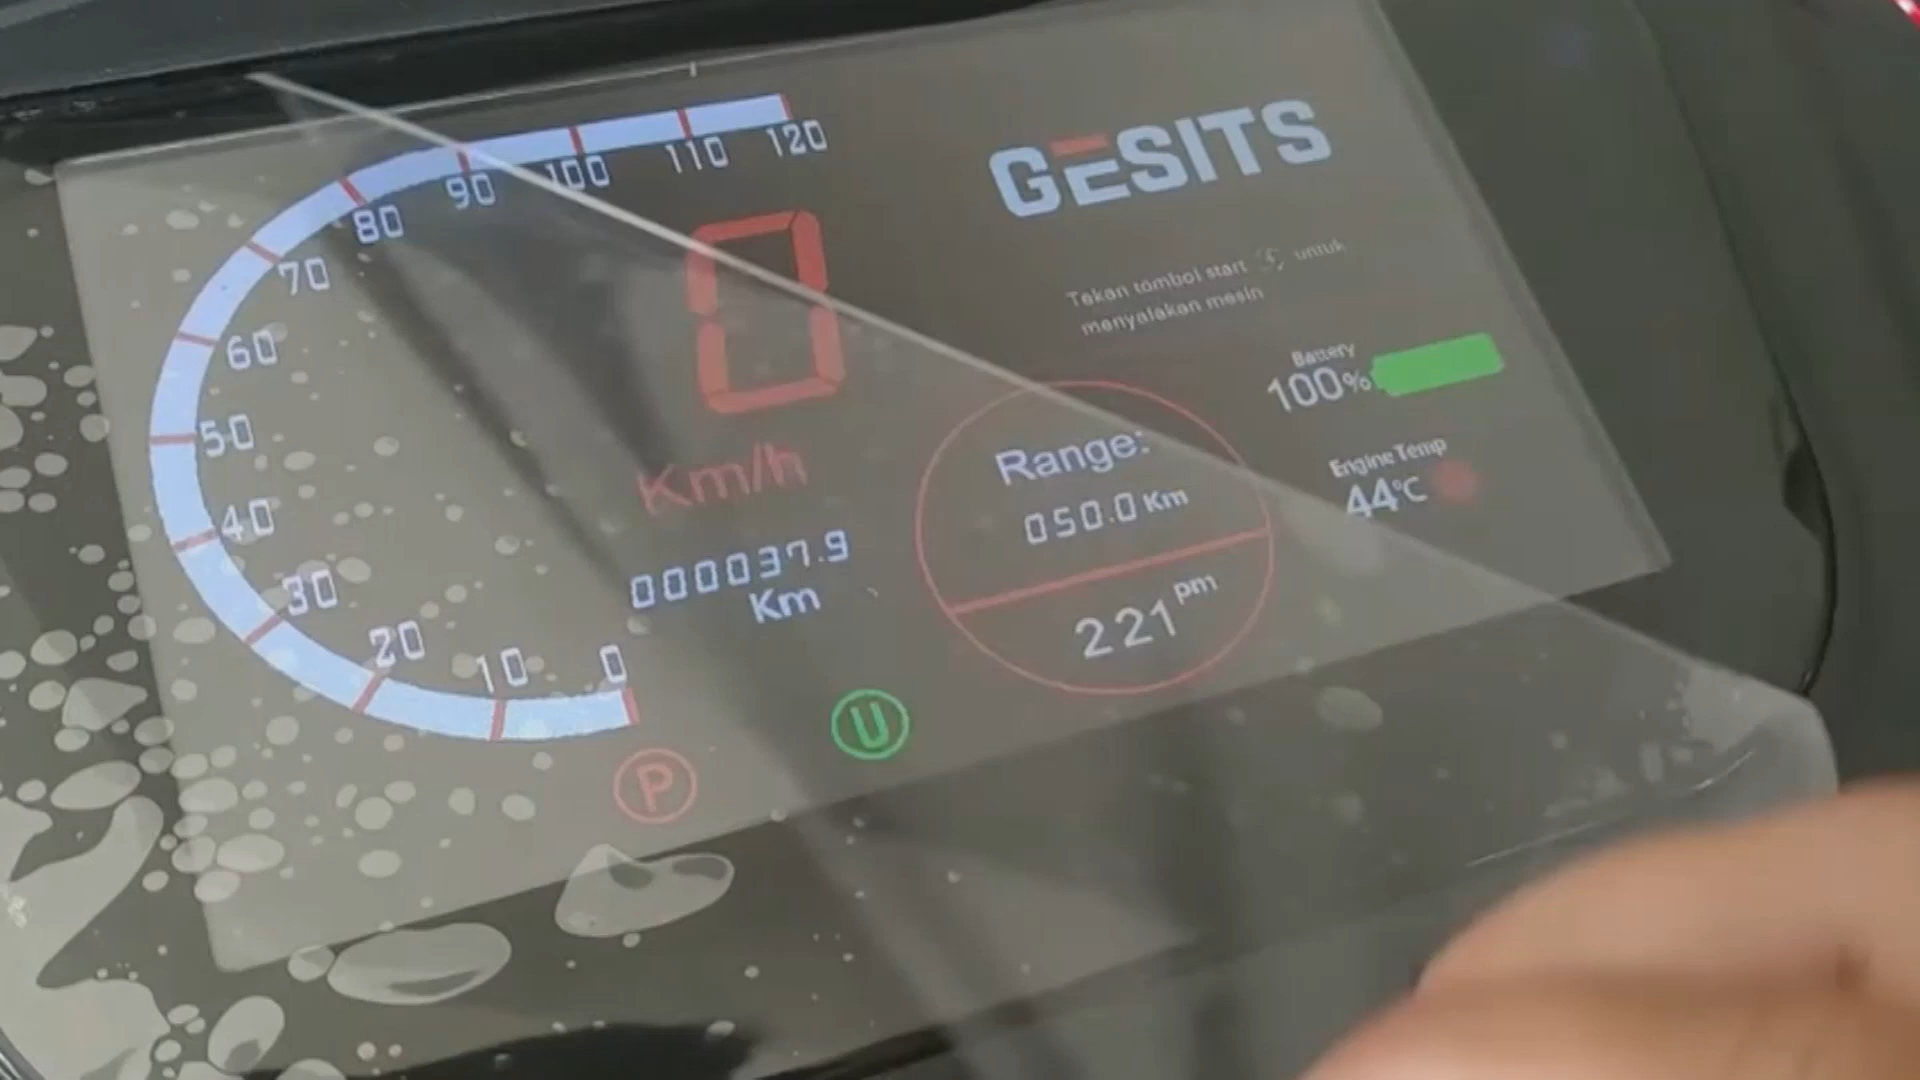 120
110
100
90
80
70
60
50
40
30
20
10
0
0
Km/h
000037.9
Km
P
U
GESITS
Tekan tombol start untuk
menyalakan mesin
Battery
100%
Engine Temp
44°C
Range:
050.0 Km
221 pm